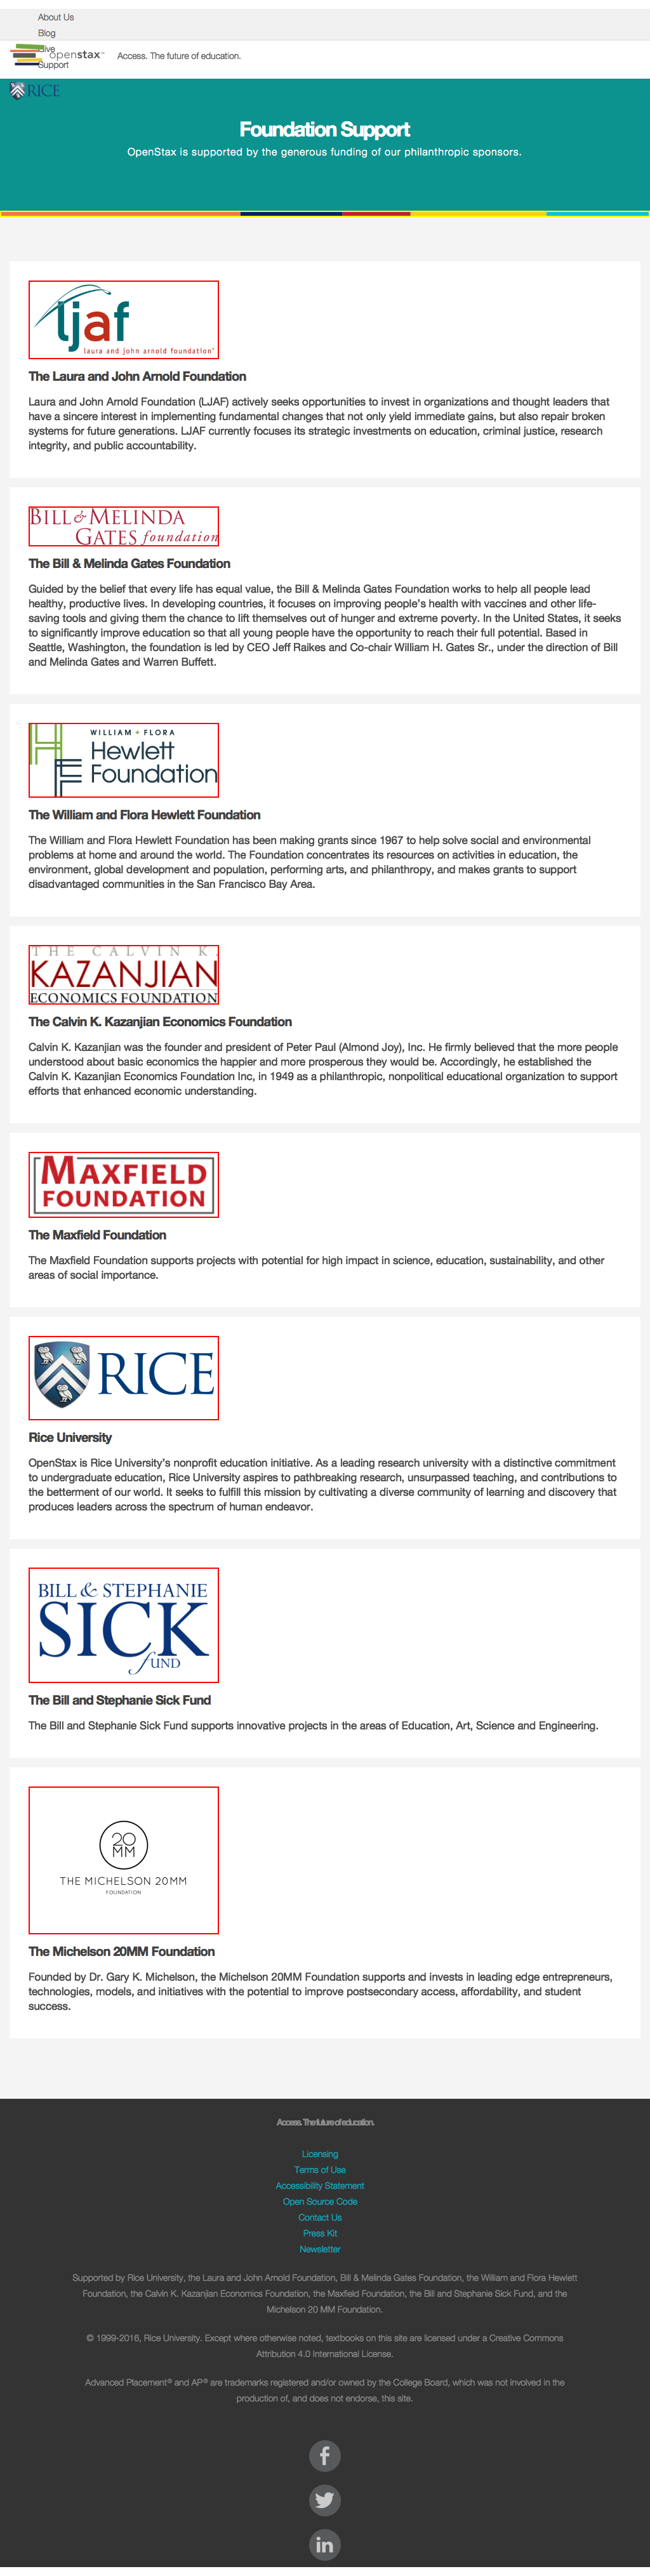 About Us
Blog
Give
Support
openstax™
Access. The future of education.
RICE
Foundation Support
OpenStax is supported by the generous funding of our philanthropic sponsors.
ljaf
laura and john arnold foundation
The Laura and John Arnold Foundation
Laura and John Arnold Foundation (LJAF) actively seeks opportunities to invest in organizations and thought leaders that
have a sincere interest in implementing fundamental changes that not only yield immediate gains, but also repair broken
systems for future generations. LJAF currently focuses its strategic investments on education, criminal justice, research
integrity, and public accountability.
BILL & MELINDA
GATES foundation
The Bill & Melinda Gates Foundation
Guided by the belief that every life has equal value, the Bill & Melinda Gates Foundation works to help all people lead
healthy, productive lives. In developing countries, it focuses on improving people's health with vaccines and other life-
saving tools and giving them the chance to lift themselves out of hunger and extreme poverty. In the United States, it seeks
to significantly improve education so that all young people have the opportunity to reach their full potential. Based in
Seattle, Washington, the foundation is led by CEO Jeff Raikes and Co-chair William H. Gates Sr., under the direction of Bill
and Melinda Gates and Warren Buffett.
WILLIAM + FLORA
Hewlett
Foundation
The William and Flora Hewlett Foundation
The William and Flora Hewlett Foundation has been making grants since 1967 to help solve social and environmental
problems at home and around the world. The Foundation concentrates its resources on activities in education, the
environment, global development and population, performing arts, and philanthropy, and makes grants to support
disadvantaged communities in the San Francisco Bay Area.
THE CALVIN K.
KAZANJIAN
ECONOMICS FOUNDATION
The Calvin K. Kazanjian Economics Foundation
Calvin K. Kazanjian was the founder and president of Peter Paul (Almond Joy), Inc. He firmly believed that the more people
understood about basic economics the happier and more prosperous they would be. Accordingly, he established the
Calvin K. Kazanjian Economics Foundation Inc, in 1949 as a philanthropic, nonpolitical educational organization to support
efforts that enhanced economic understanding.
MAXFIELD
FOUNDATION
The Maxfield Foundation
The Maxfield Foundation supports projects with potential for high impact in science, education, sustainability, and other
areas of social importance.
RICE
Rice University
OpenStax is Rice University's nonprofit education initiative. As a leading research university with a distinctive commitment
to undergraduate education, Rice University aspires to pathbreaking research, unsurpassed teaching, and contributions to
the betterment of our world. It seeks to fulfill this mission by cultivating a diverse community of learning and discovery that
produces leaders across the spectrum of human endeavor.
BILL & STEPHANIE
SICK
fUND
The Bill and Stephanie Sick Fund
The Bill and Stephanie Sick Fund supports innovative projects in the areas of Education, Art, Science and Engineering.
20
MM
THE MICHELSON 20MM
FOUNDATION
The Michelson 20MM Foundation
Founded by Dr. Gary K. Michelson, the Michelson 20MM Foundation supports and invests in leading edge entrepreneurs,
technologies, models, and initiatives with the potential to improve postsecondary access, affordability, and student
success.
Access. The future of education.
Licensing
Terms of Use
Accessibility Statement
Open Source Code
Contact Us
Press Kit
Newsletter
Supported by Rice University, the Laura and John Arnold Foundation, Bill & Melinda Gates Foundation, the William and Flora Hewlett
Foundation, the Calvin K. Kazanjian Economics Foundation, the Maxfield Foundation, the Bill and Stephanie Sick Fund, and the
Michelson 20 MM Foundation.
© 1999-2016, Rice University. Except where otherwise noted, textbooks on this site are licensed under a Creative Commons
Attribution 4.0 International License.
Advanced Placement® and AP® are trademarks registered and/or owned by the College Board, which was not involved in the
production of, and does not endorse, this site.